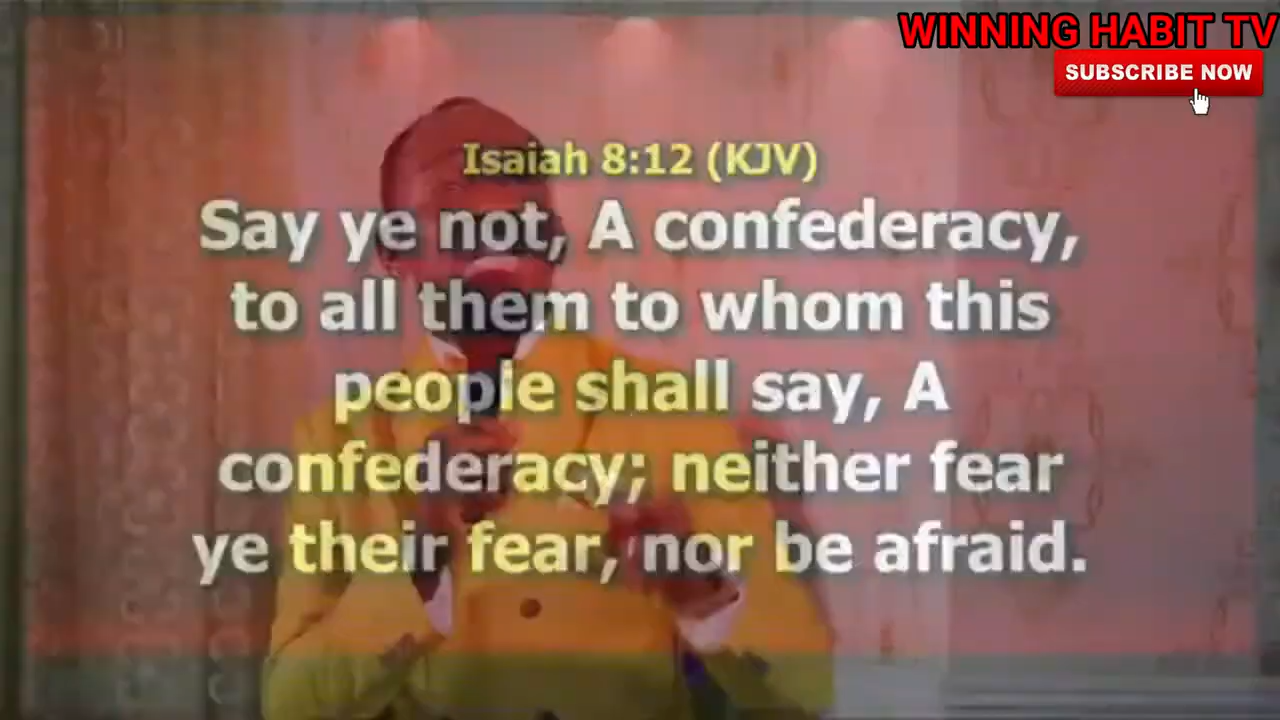 WINNING HABIT TV
SUBSCRIBE NOW
Isaiah 8:12 (KJV)
Say ye not, A confederacy,
to all them to whom this
people shall say, A
confederacy; neither fear
ye their fear, nor be afraid.